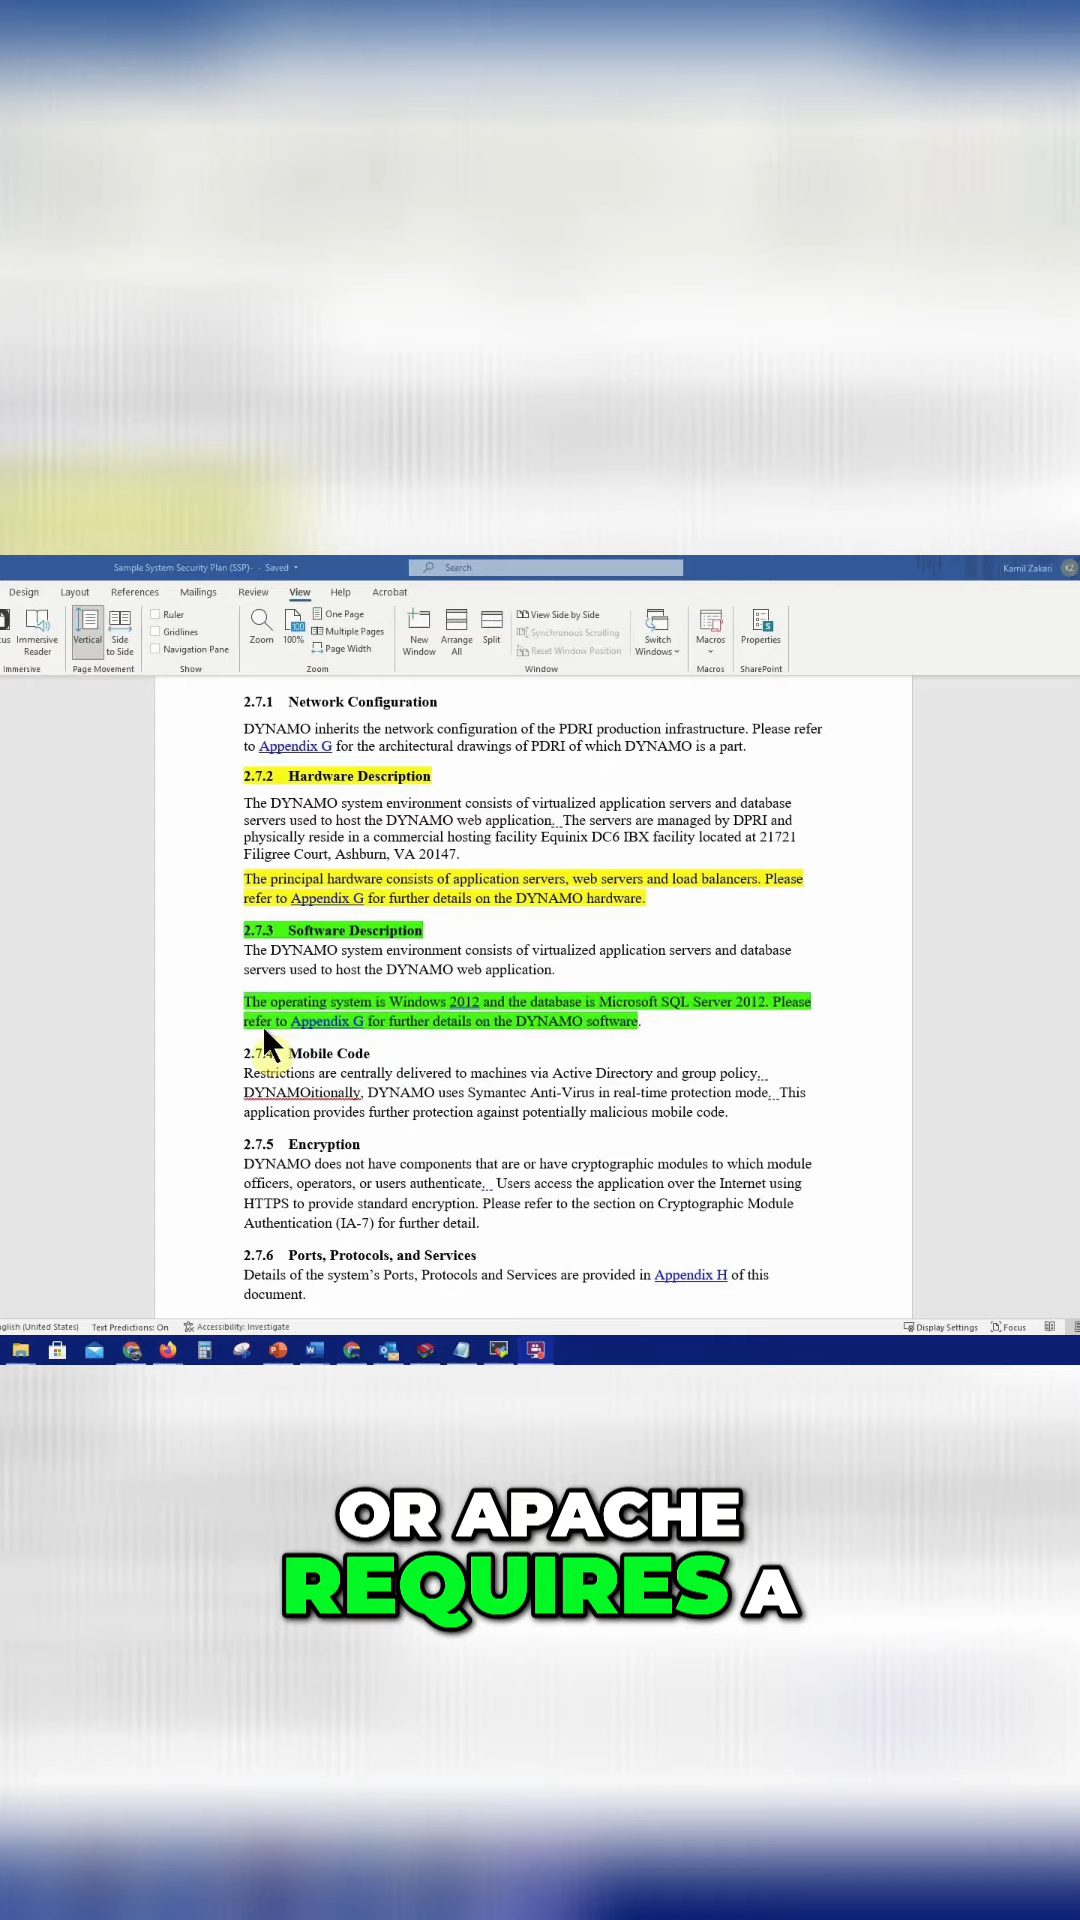 Sample System Security Plan (SSP)- - Saved
Search
Kamil Zakari
KZ
Design Layout References Mailings Review View Help Acrobat
Immersive Reader
Vertical
Side to Side
Ruler
Gridlines
Navigation Pane
Zoom
100%
One Page
Multiple Pages
Page Width
New Window
Arrange All
Split
View Side by Side
Synchronous Scrolling
Reset Window Position
Switch Windows
Macros
Properties
Immersive
Page Movement
Show
Zoom
Window
Macros
SharePoint
2.7.1 Network Configuration
DYNAMO inherits the network configuration of the PDRI production infrastructure. Please refer
to Appendix G for the architectural drawings of PDRI of which DYNAMO is a part.
2.7.2 Hardware Description
The DYNAMO system environment consists of virtualized application servers and database
servers used to host the DYNAMO web application. The servers are managed by DPRI and
physically reside in a commercial hosting facility Equinix DC6 IBX facility located at 21721
Filigree Court, Ashburn, VA 20147.
The principal hardware consists of application servers, web servers and load balancers. Please
refer to Appendix G for further details on the DYNAMO hardware.
2.7.3 Software Description
The DYNAMO system environment consists of virtualized application servers and database
servers used to host the DYNAMO web application.
The operating system is Windows 2012 and the database is Microsoft SQL Server 2012. Please
refer to Appendix G for further details on the DYNAMO software.
2.7.4 Mobile Code
Restrictions are centrally delivered to machines via Active Directory and group policy.
DYNAMOitionally, DYNAMO uses Symantec Anti-Virus in real-time protection mode. This
application provides further protection against potentially malicious mobile code.
2.7.5 Encryption
DYNAMO does not have components that are or have cryptographic modules to which module
officers, operators, or users authenticate. Users access the application over the Internet using
HTTPS to provide standard encryption. Please refer to the section on Cryptographic Module
Authentication (IA-7) for further detail.
2.7.6 Ports, Protocols, and Services
Details of the system's Ports, Protocols and Services are provided in Appendix H of this
document.
nglish (United States) Text Predictions: On Accessibility: Investigate Display Settings Focus
OR APACHE
REQUIRES A